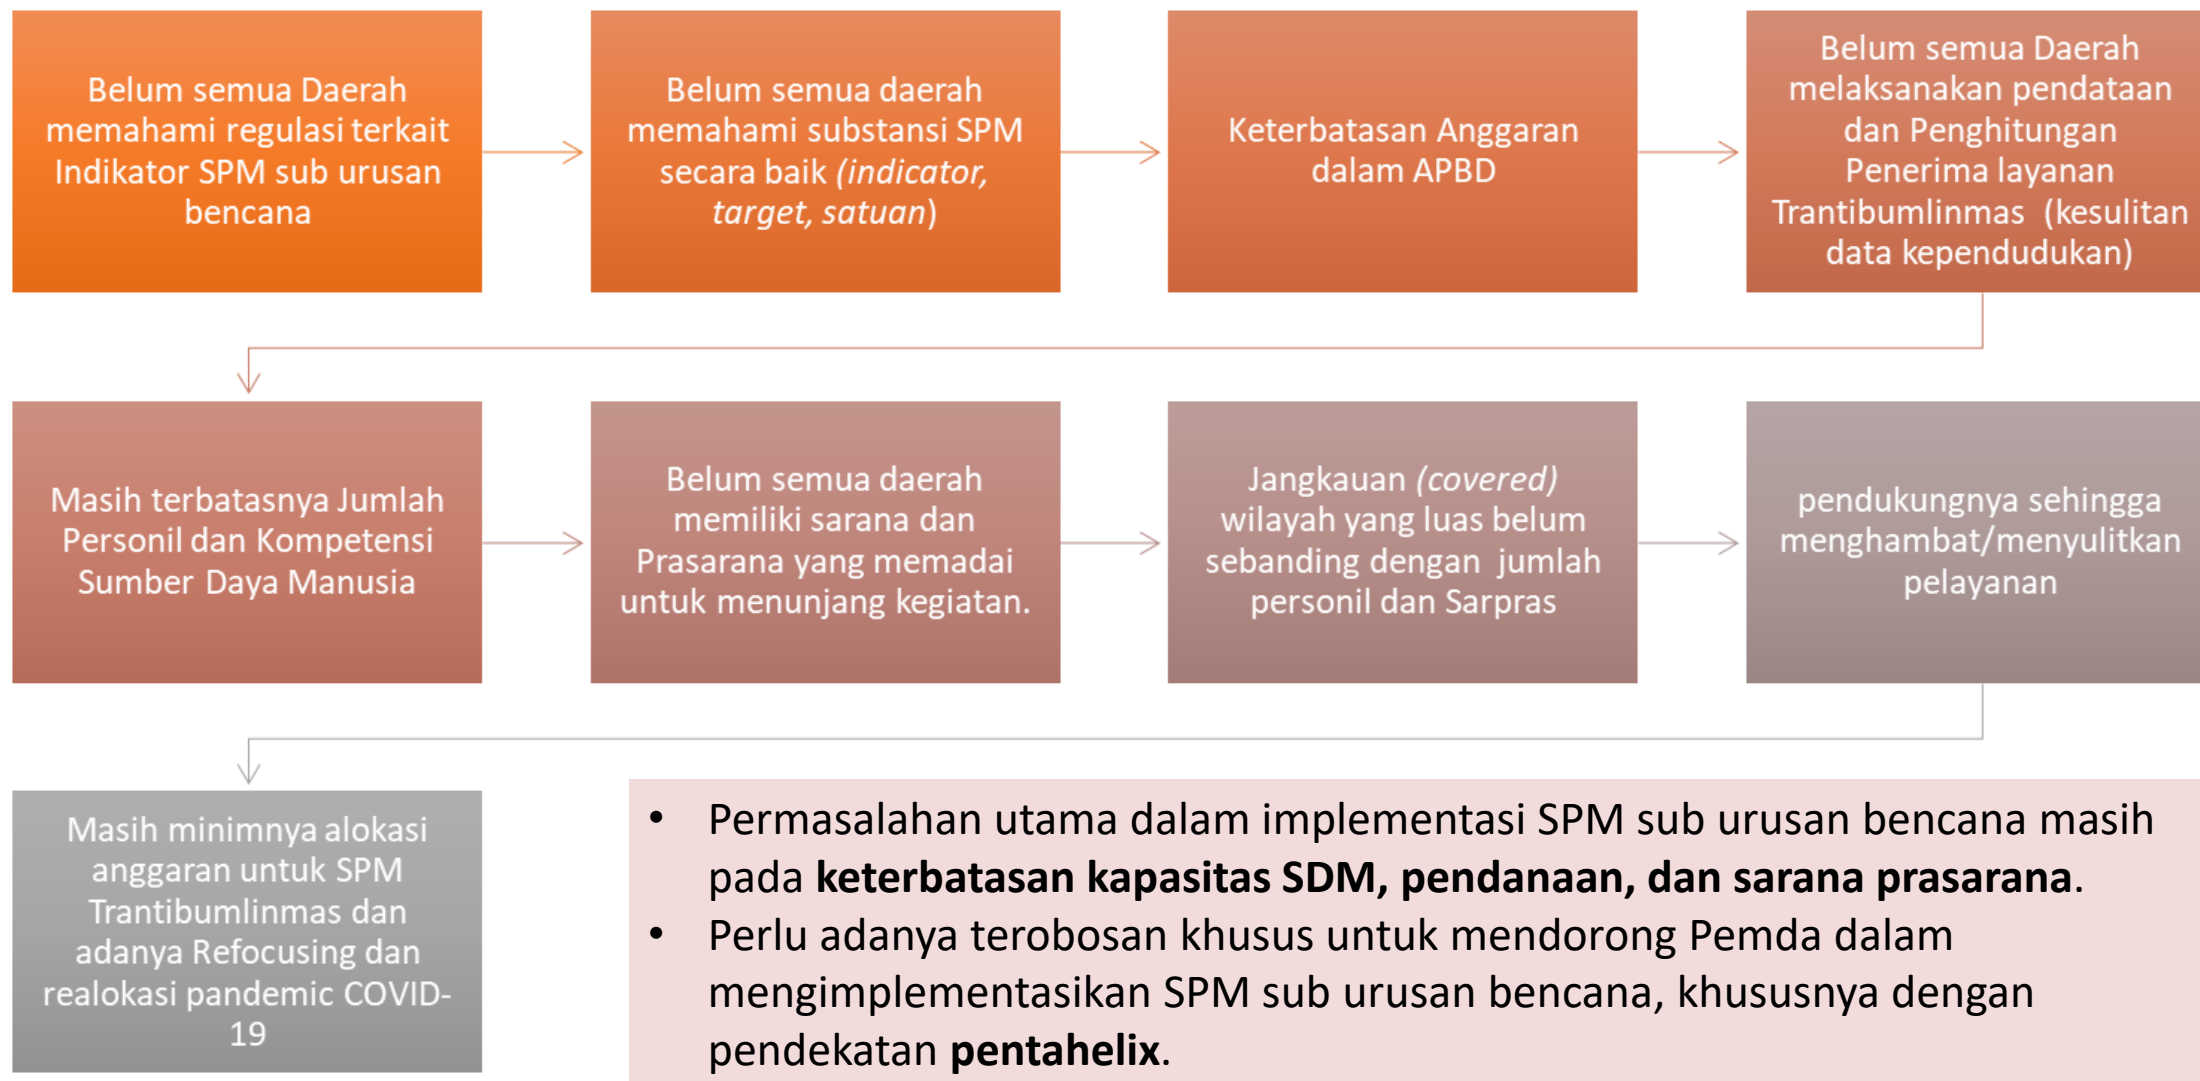 Belum semua Daerah
memahami regulasi terkait
Indikator SPM sub urusan
bencana
Belum semua daerah
memahami substansi SPM
secara baik (indicator,
target, satuan)
Keterbatasan Anggaran
dalam APBD
Belum semua Daerah
melaksanakan pendataan
dan Penghitungan
Penerima layanan
Trantibumlinmas (kesulitan
data kependudukan)
Masih terbatasnya Jumlah
Personil dan Kompetensi
Sumber Daya Manusia
Belum semua daerah
memiliki sarana dan
Prasarana yang memadai
untuk menunjang kegiatan.
Jangkauan (covered)
wilayah yang luas belum
sebanding dengan jumlah
personil dan Sarpras
pendukungnya sehingga
menghambat/menyulitkan
pelayanan
Masih minimnya alokasi
anggaran untuk SPM
Trantibumlinmas dan
adanya Refocusing dan
realokasi pandemic COVID-
19
• Permasalahan utama dalam implementasi SPM sub urusan bencana masih
pada keterbatasan kapasitas SDM, pendanaan, dan sarana prasarana.
• Perlu adanya terobosan khusus untuk mendorong Pemda dalam
mengimplementasikan SPM sub urusan bencana, khususnya dengan
pendekatan pentahelix.